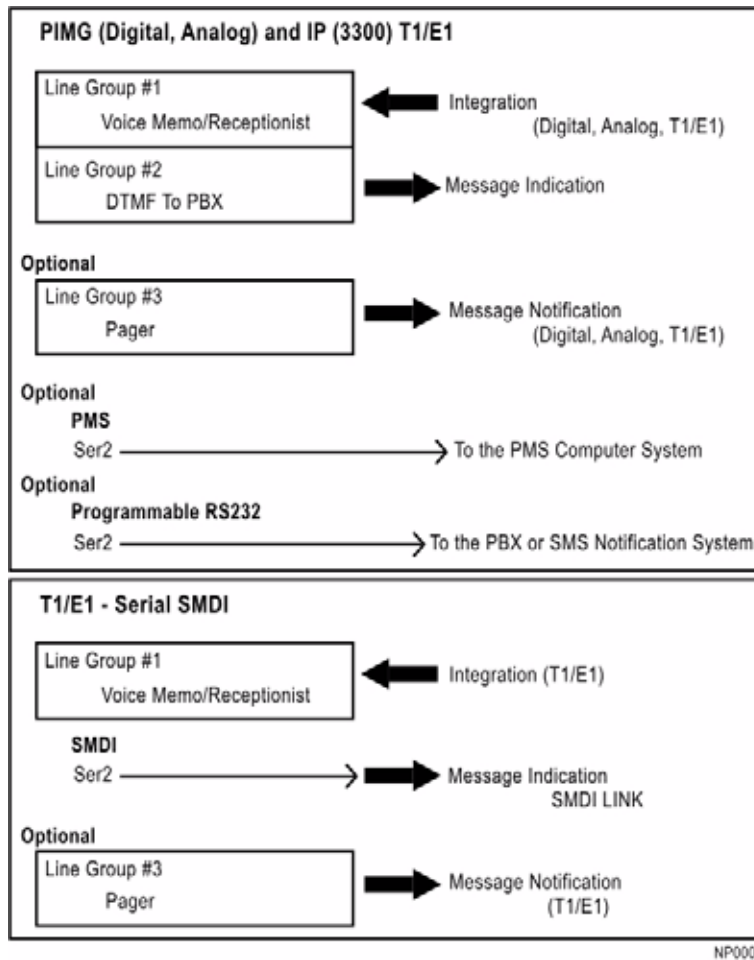 PIMG (Digital, Analog) and IP (3300) T1/E1
Line Group #1
Voice Memo/Receptionist
Integration
(Digital, Analog, T1/E1)
Line Group #2
DTMF To PBX
Message Indication
Optional
Line Group #3
Pager
Message Notification
(Digital, Analog, T1/E1)
Optional
PMS
Ser2
To the PMS Computer System
Optional
Programmable RS232
Ser2
To the PBX or SMS Notification System
T1/E1 - Serial SMDI
Line Group #1
Voice Memo/Receptionist
Integration (T1/E1)
SMDI
Ser2
Message Indication
SMDI LINK
Optional
Line Group #3
Pager
Message Notification
(T1/E1)
NP000